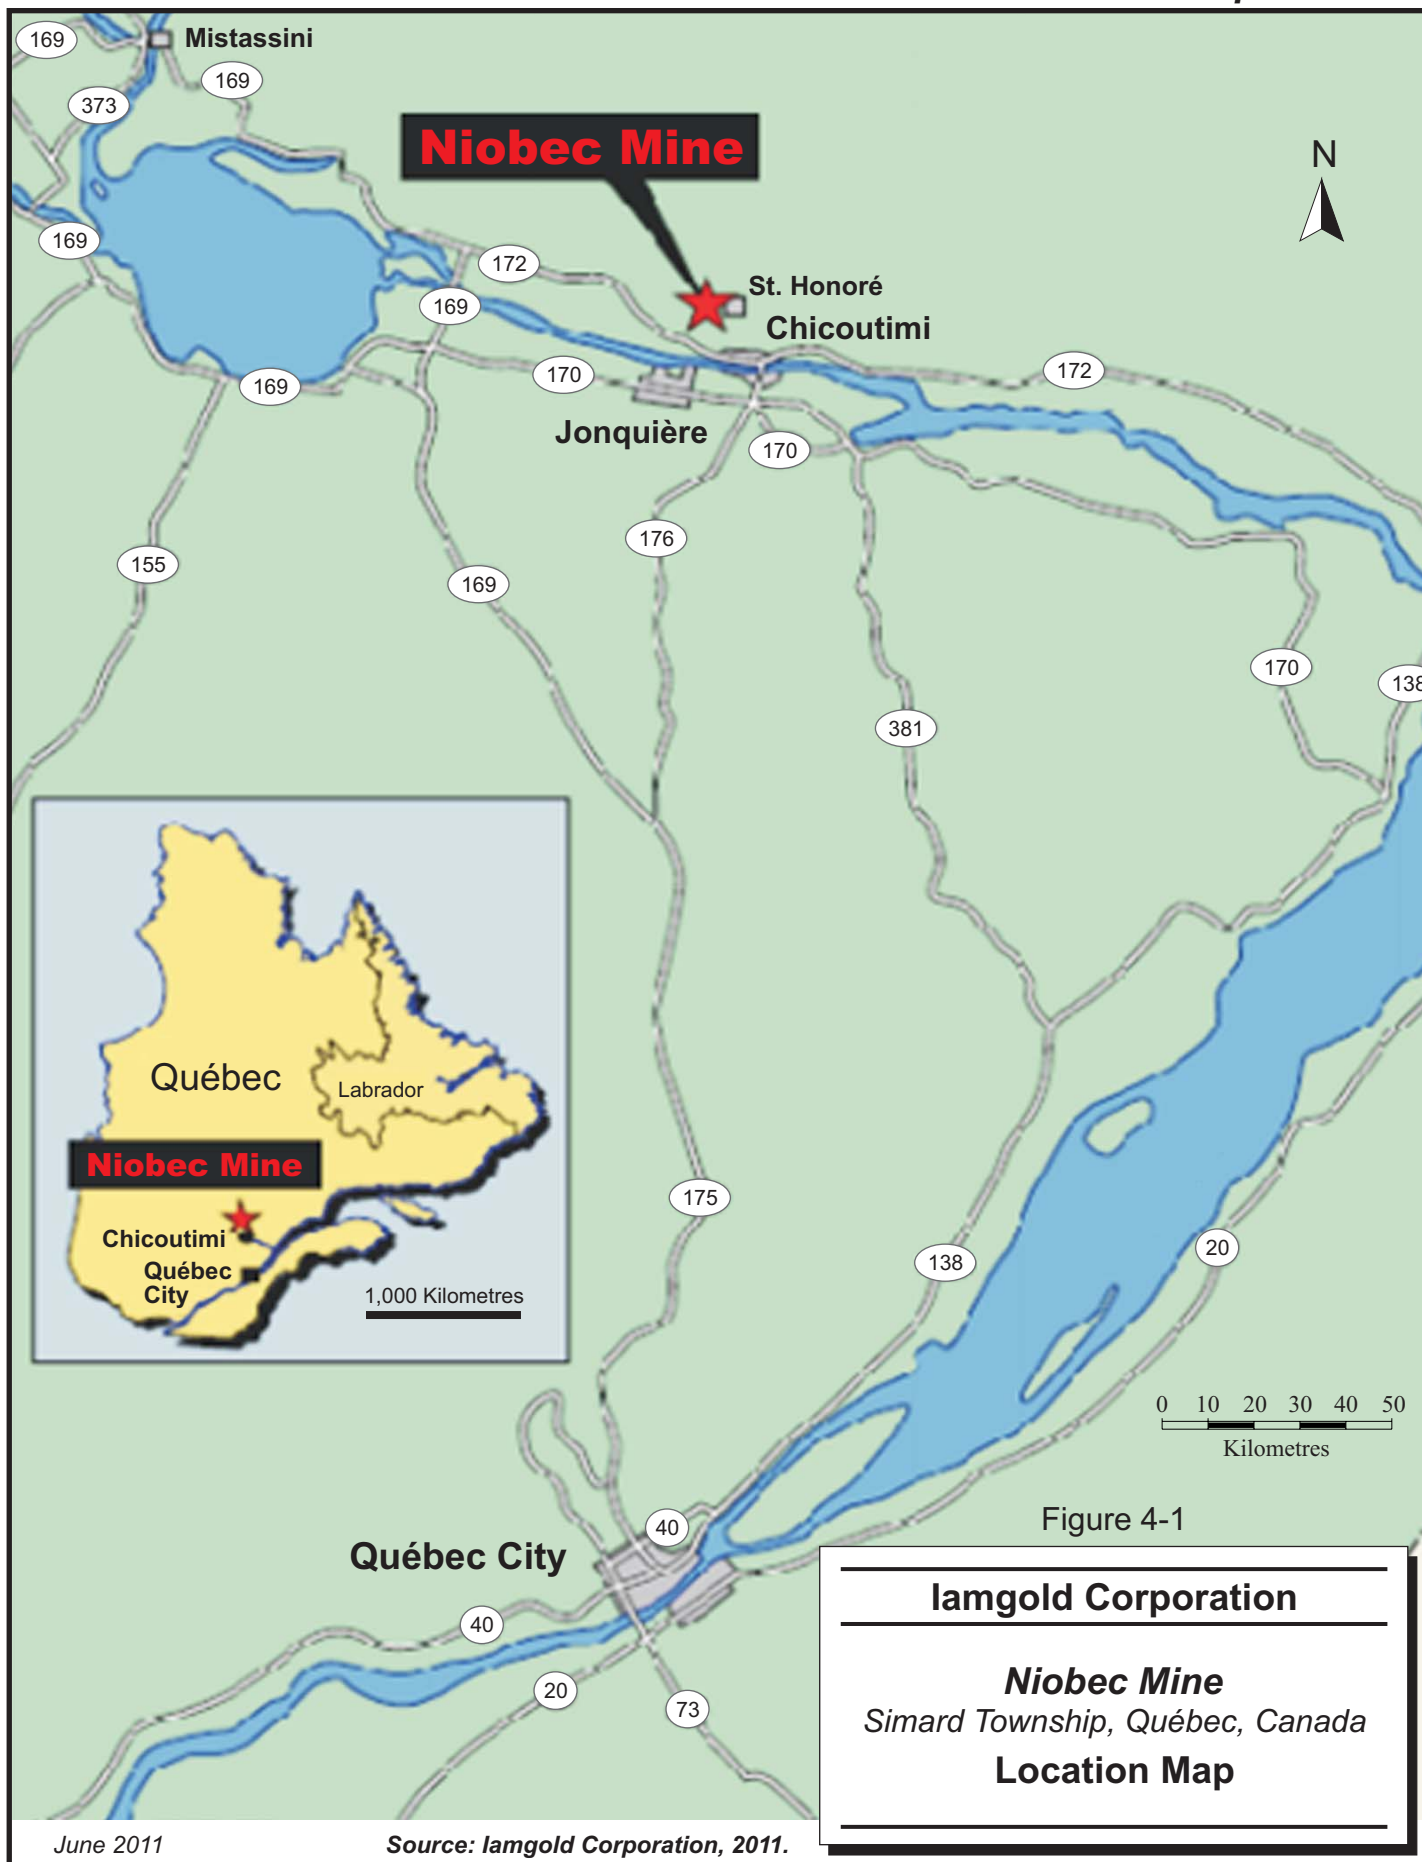 169
Mistassini
169
373
Niobec Mine
N
169
172
169
St. Honoré
Chicoutimi
170
172
169
Jonquière
170
176
155
169
170
138
381
Québec
Labrador
Niobec Mine
Chicoutimi
Québec
City
1,000 Kilometres
175
138
20
0 10 20 30 40 50
Kilometres
Figure 4-1
40
Québec City
40
20
73
Iamgold Corporation
Niobec Mine
Simard Township, Québec, Canada
Location Map
June 2011
Source: Iamgold Corporation, 2011.